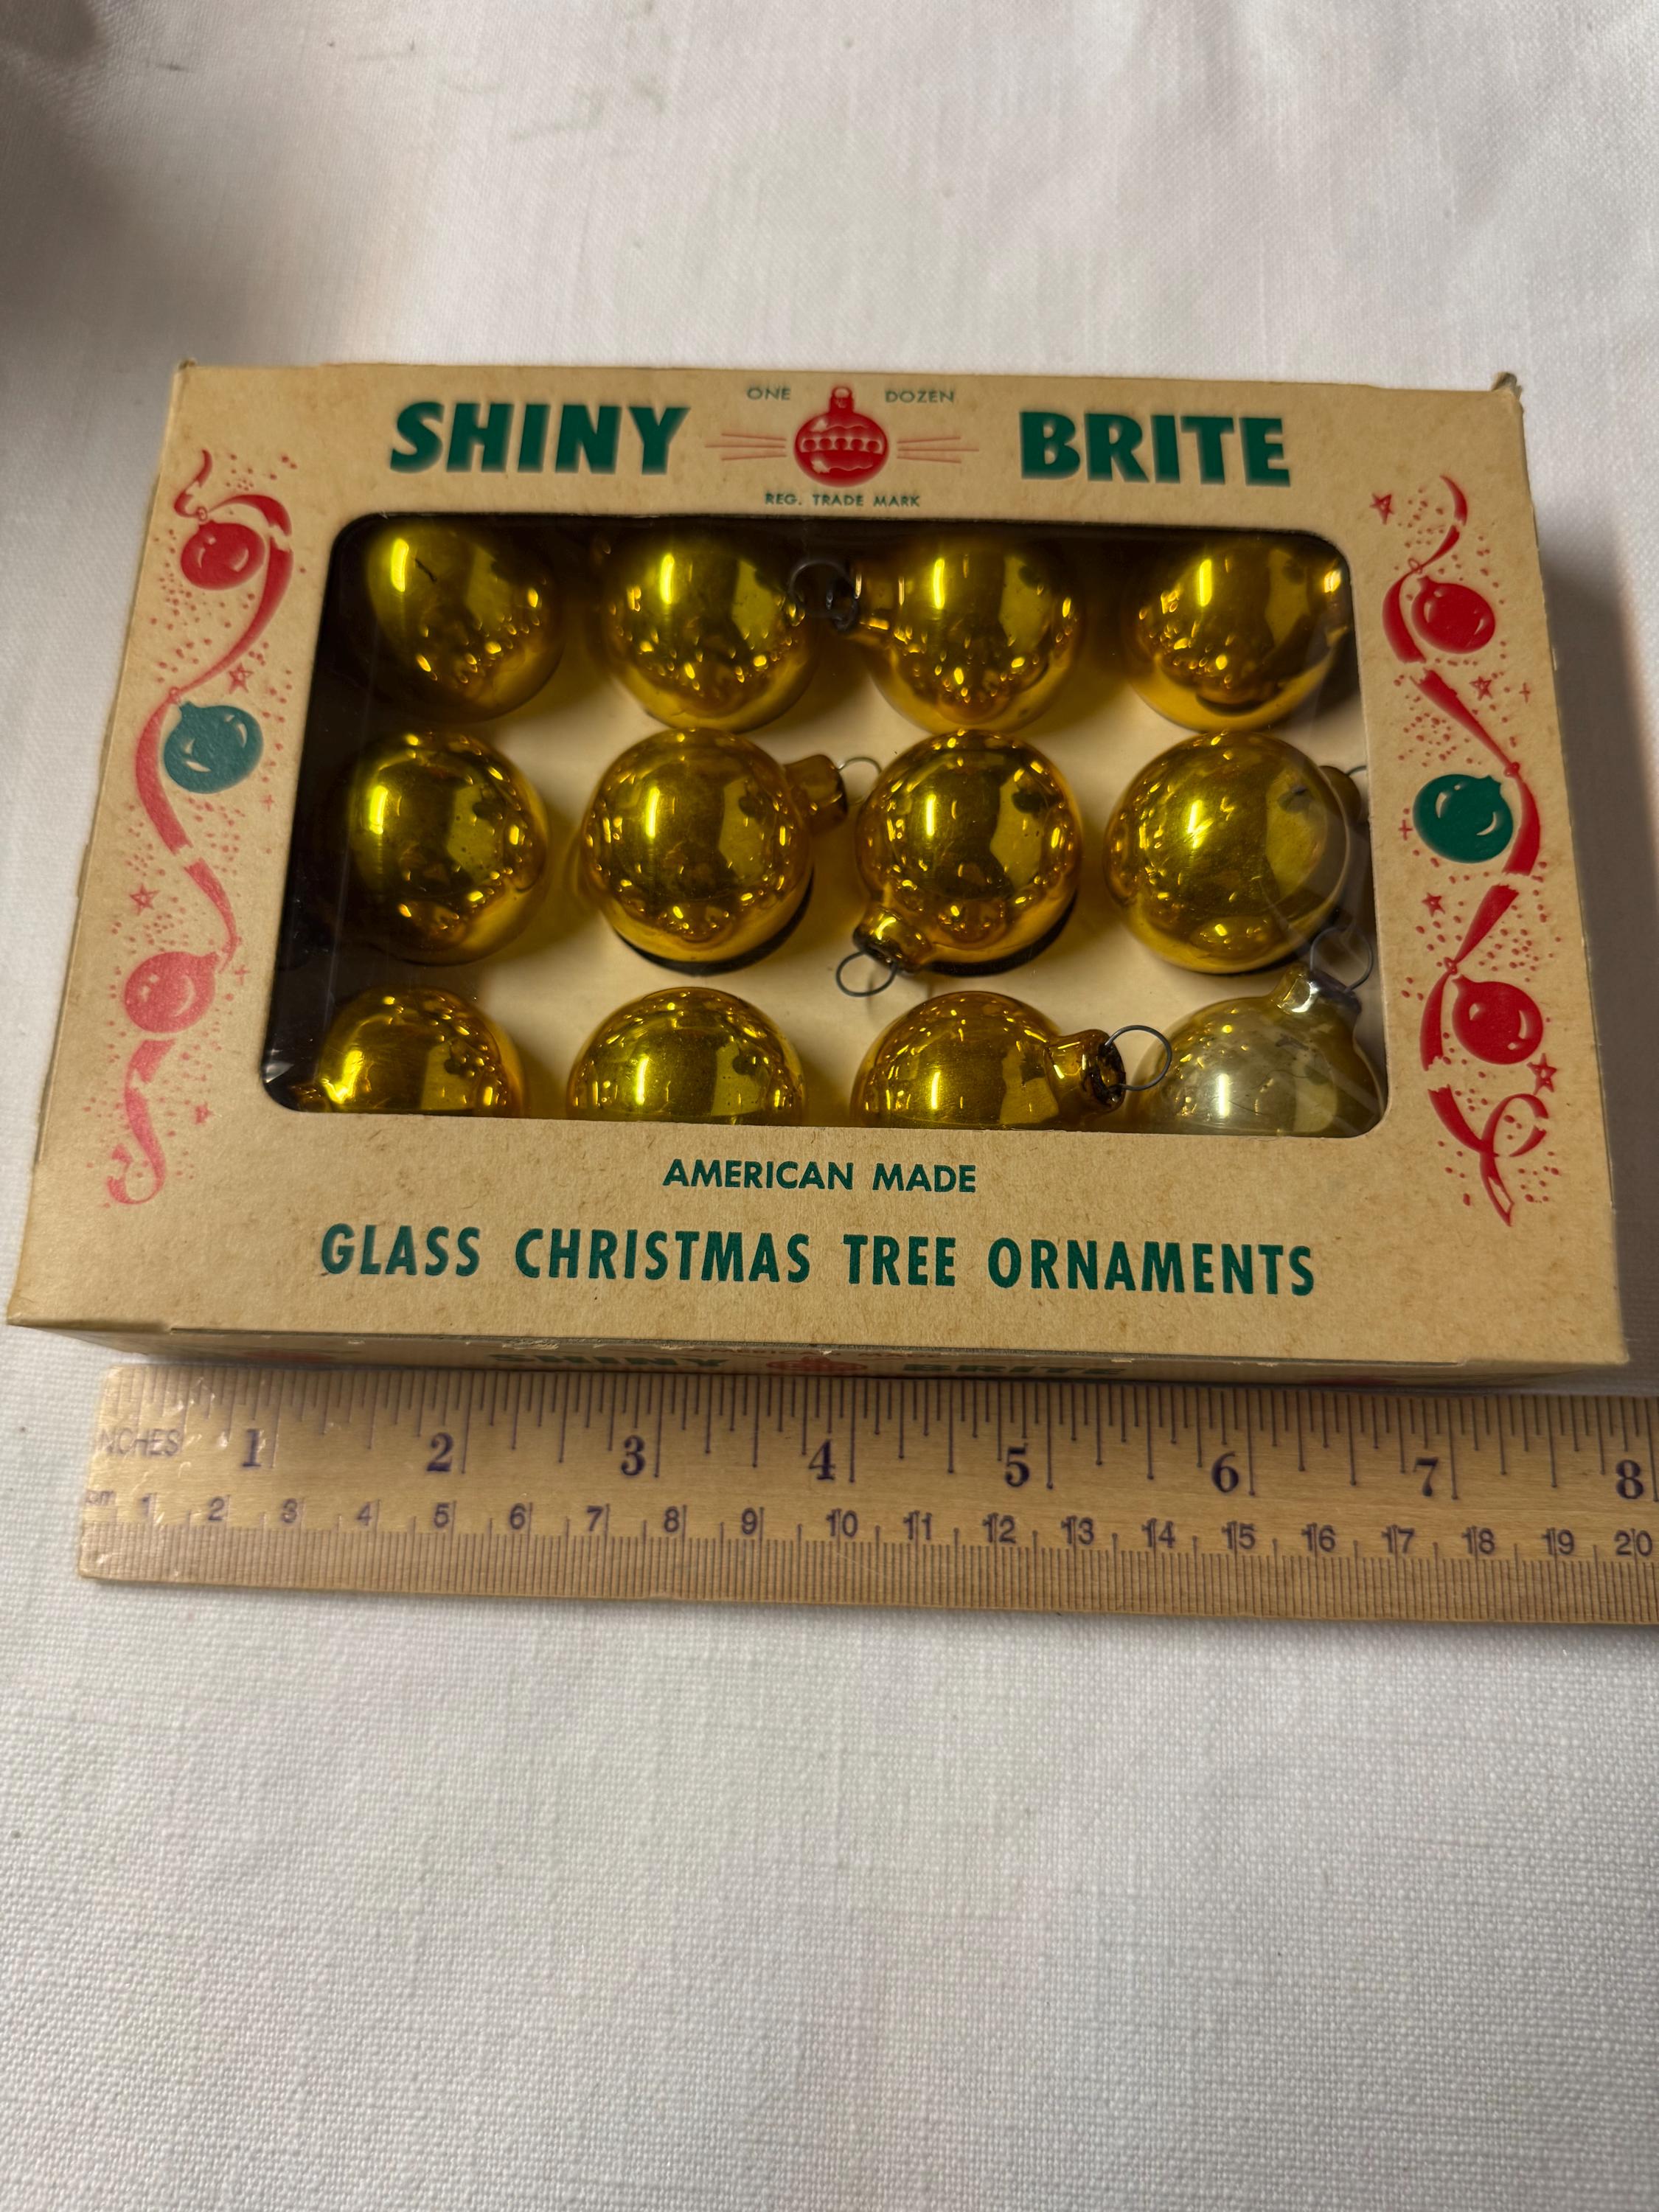 ONE DOZEN
SHINY BRITE
REG. TRADE MARK
AMERICAN MADE
GLASS CHRISTMAS TREE ORNAMENTS
SHINY BRITE
INCHES 1 2 3 4 5 6 7 8
cm 1 2 3 4 5 6 7 8 9 10 11 12 13 14 15 16 17 18 19 20